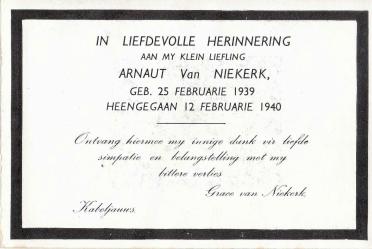 IN LIEFDEVOLLE HERINNERING
AAN MY KLEIN LIEFLING
ARNAUT Van NIEKERK,
GEB. 25 FEBRUARIE 1939
HEENGEGAAN 12 FEBRUARIE 1940
Ontvang hiermee my innige dank vir liefde
simpatie en belangstelling met my
bittere verlies
Grace van Niekerk,
Kabeljauws.